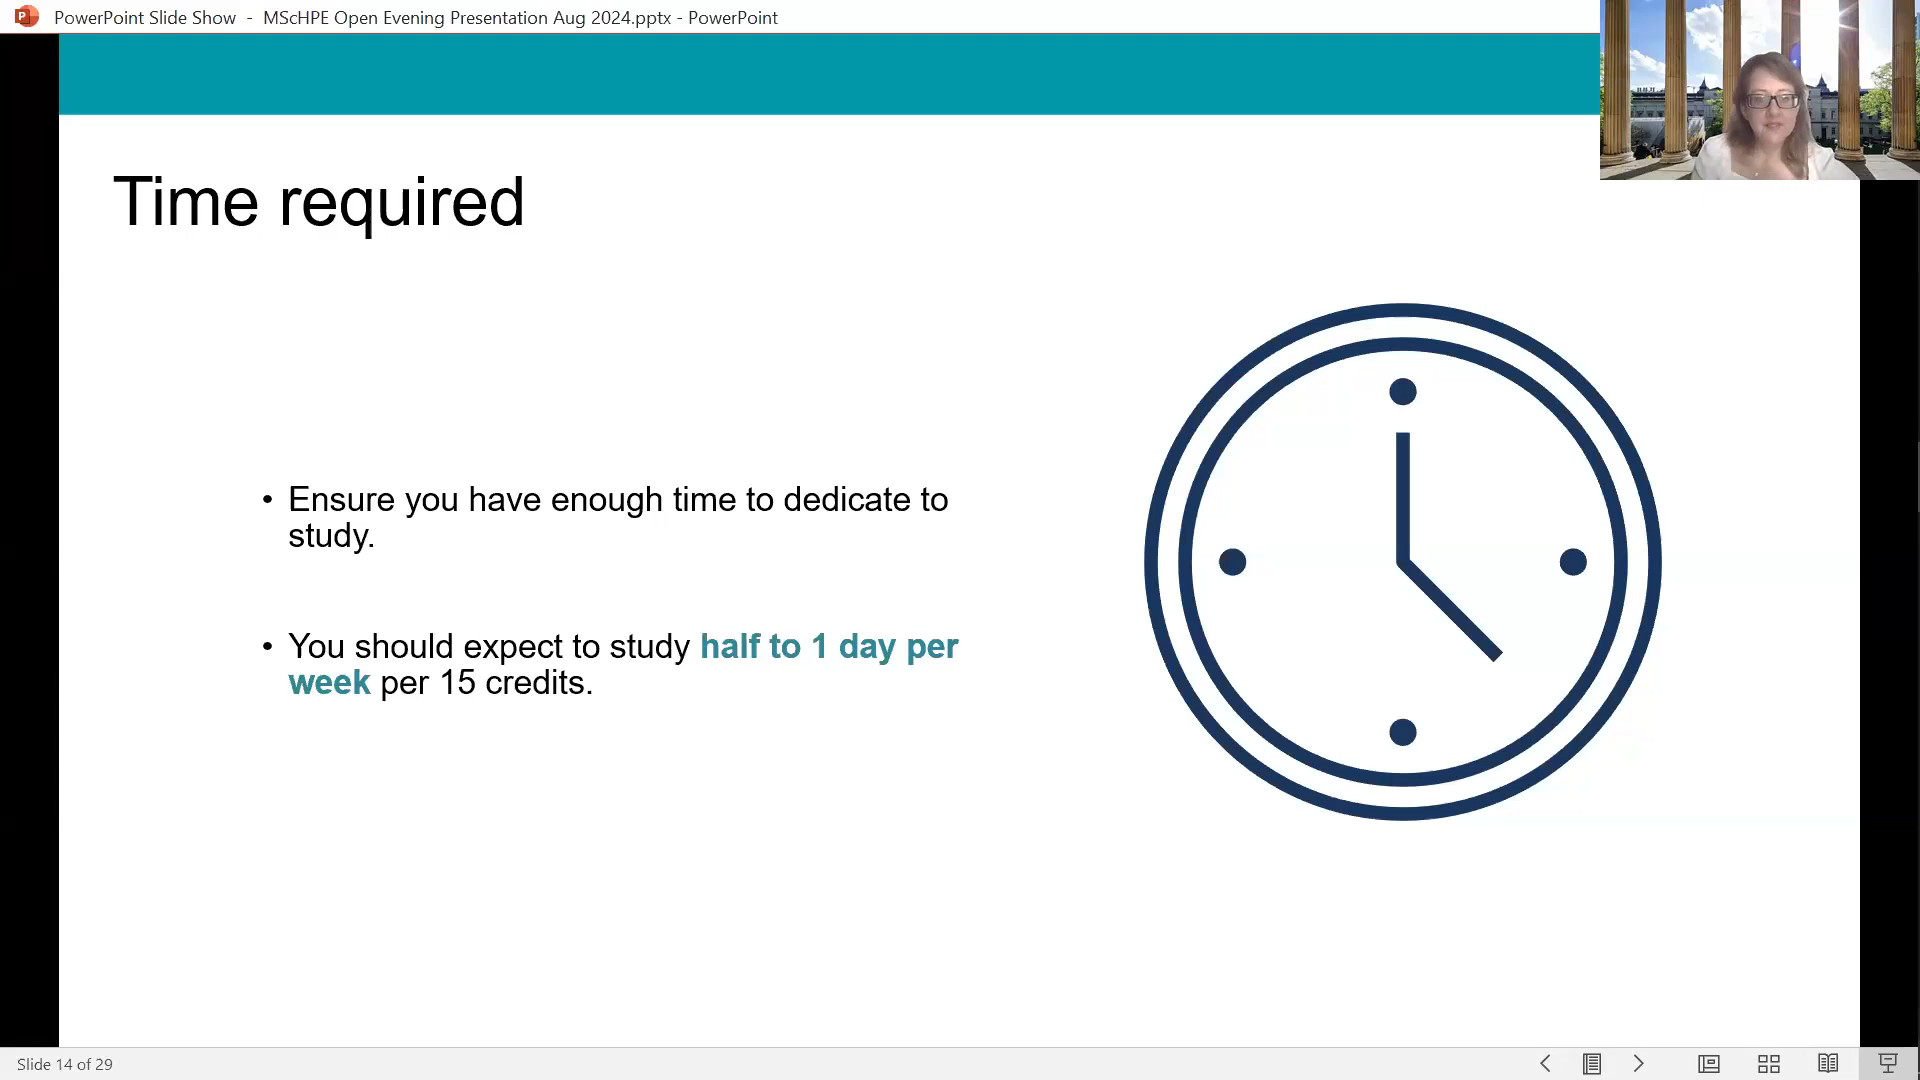 PowerPoint Slide Show - MScHPE Open Evening Presentation Aug 2024.pptx - PowerPoint
Time required
• Ensure you have enough time to dedicate to
study.
• You should expect to study half to 1 day per
week per 15 credits.
Slide 14 of 29